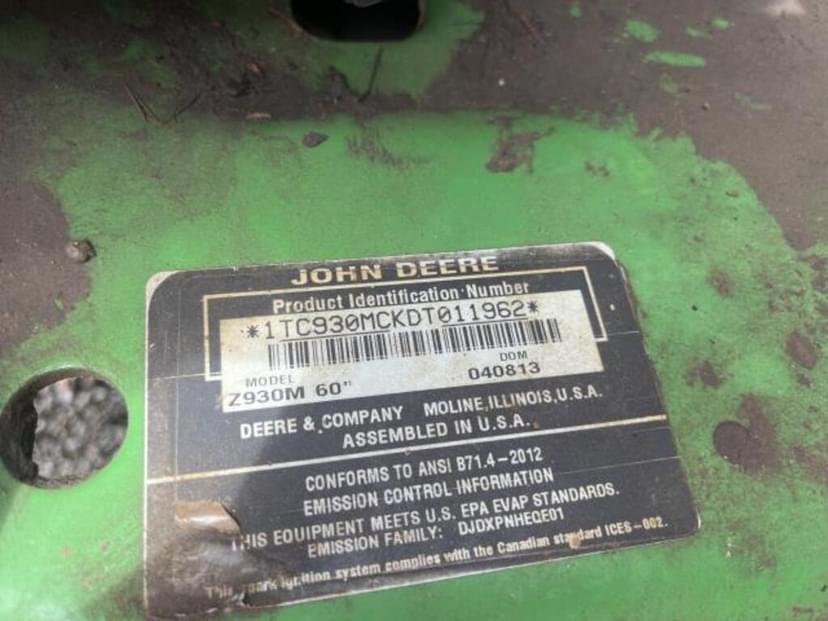 JOHN DEERE
Product Identification Number
*1TC930MCKDT011962*
MODEL DOM
Z930M 60" 040813
DEERE & COMPANY MOLINE, ILLINOIS, U.S.A.
ASSEMBLED IN U.S.A.
CONFORMS TO ANSI B71.4-2012
EMISSION CONTROL INFORMATION
THIS EQUIPMENT MEETS U.S. EPA EVAP STANDARDS.
EMISSION FAMILY: DJDXPNHEQE01
This spark ignition system complies with the Canadian standard ICES-002.